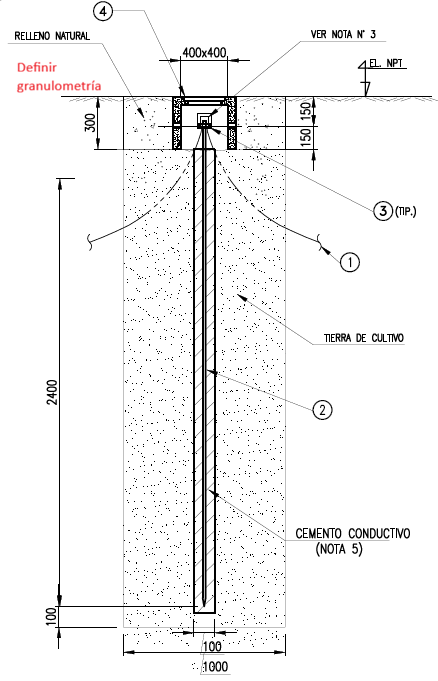 4
400x400
VER NOTA N° 3
RELLENO NATURAL
EL. NPT
Definir
granulometría
300
150
150
3 (TIP.)
1
TIERRA DE CULTIVO
2400
2
CEMENTO CONDUCTIVO
(NOTA 5)
100
100
1000